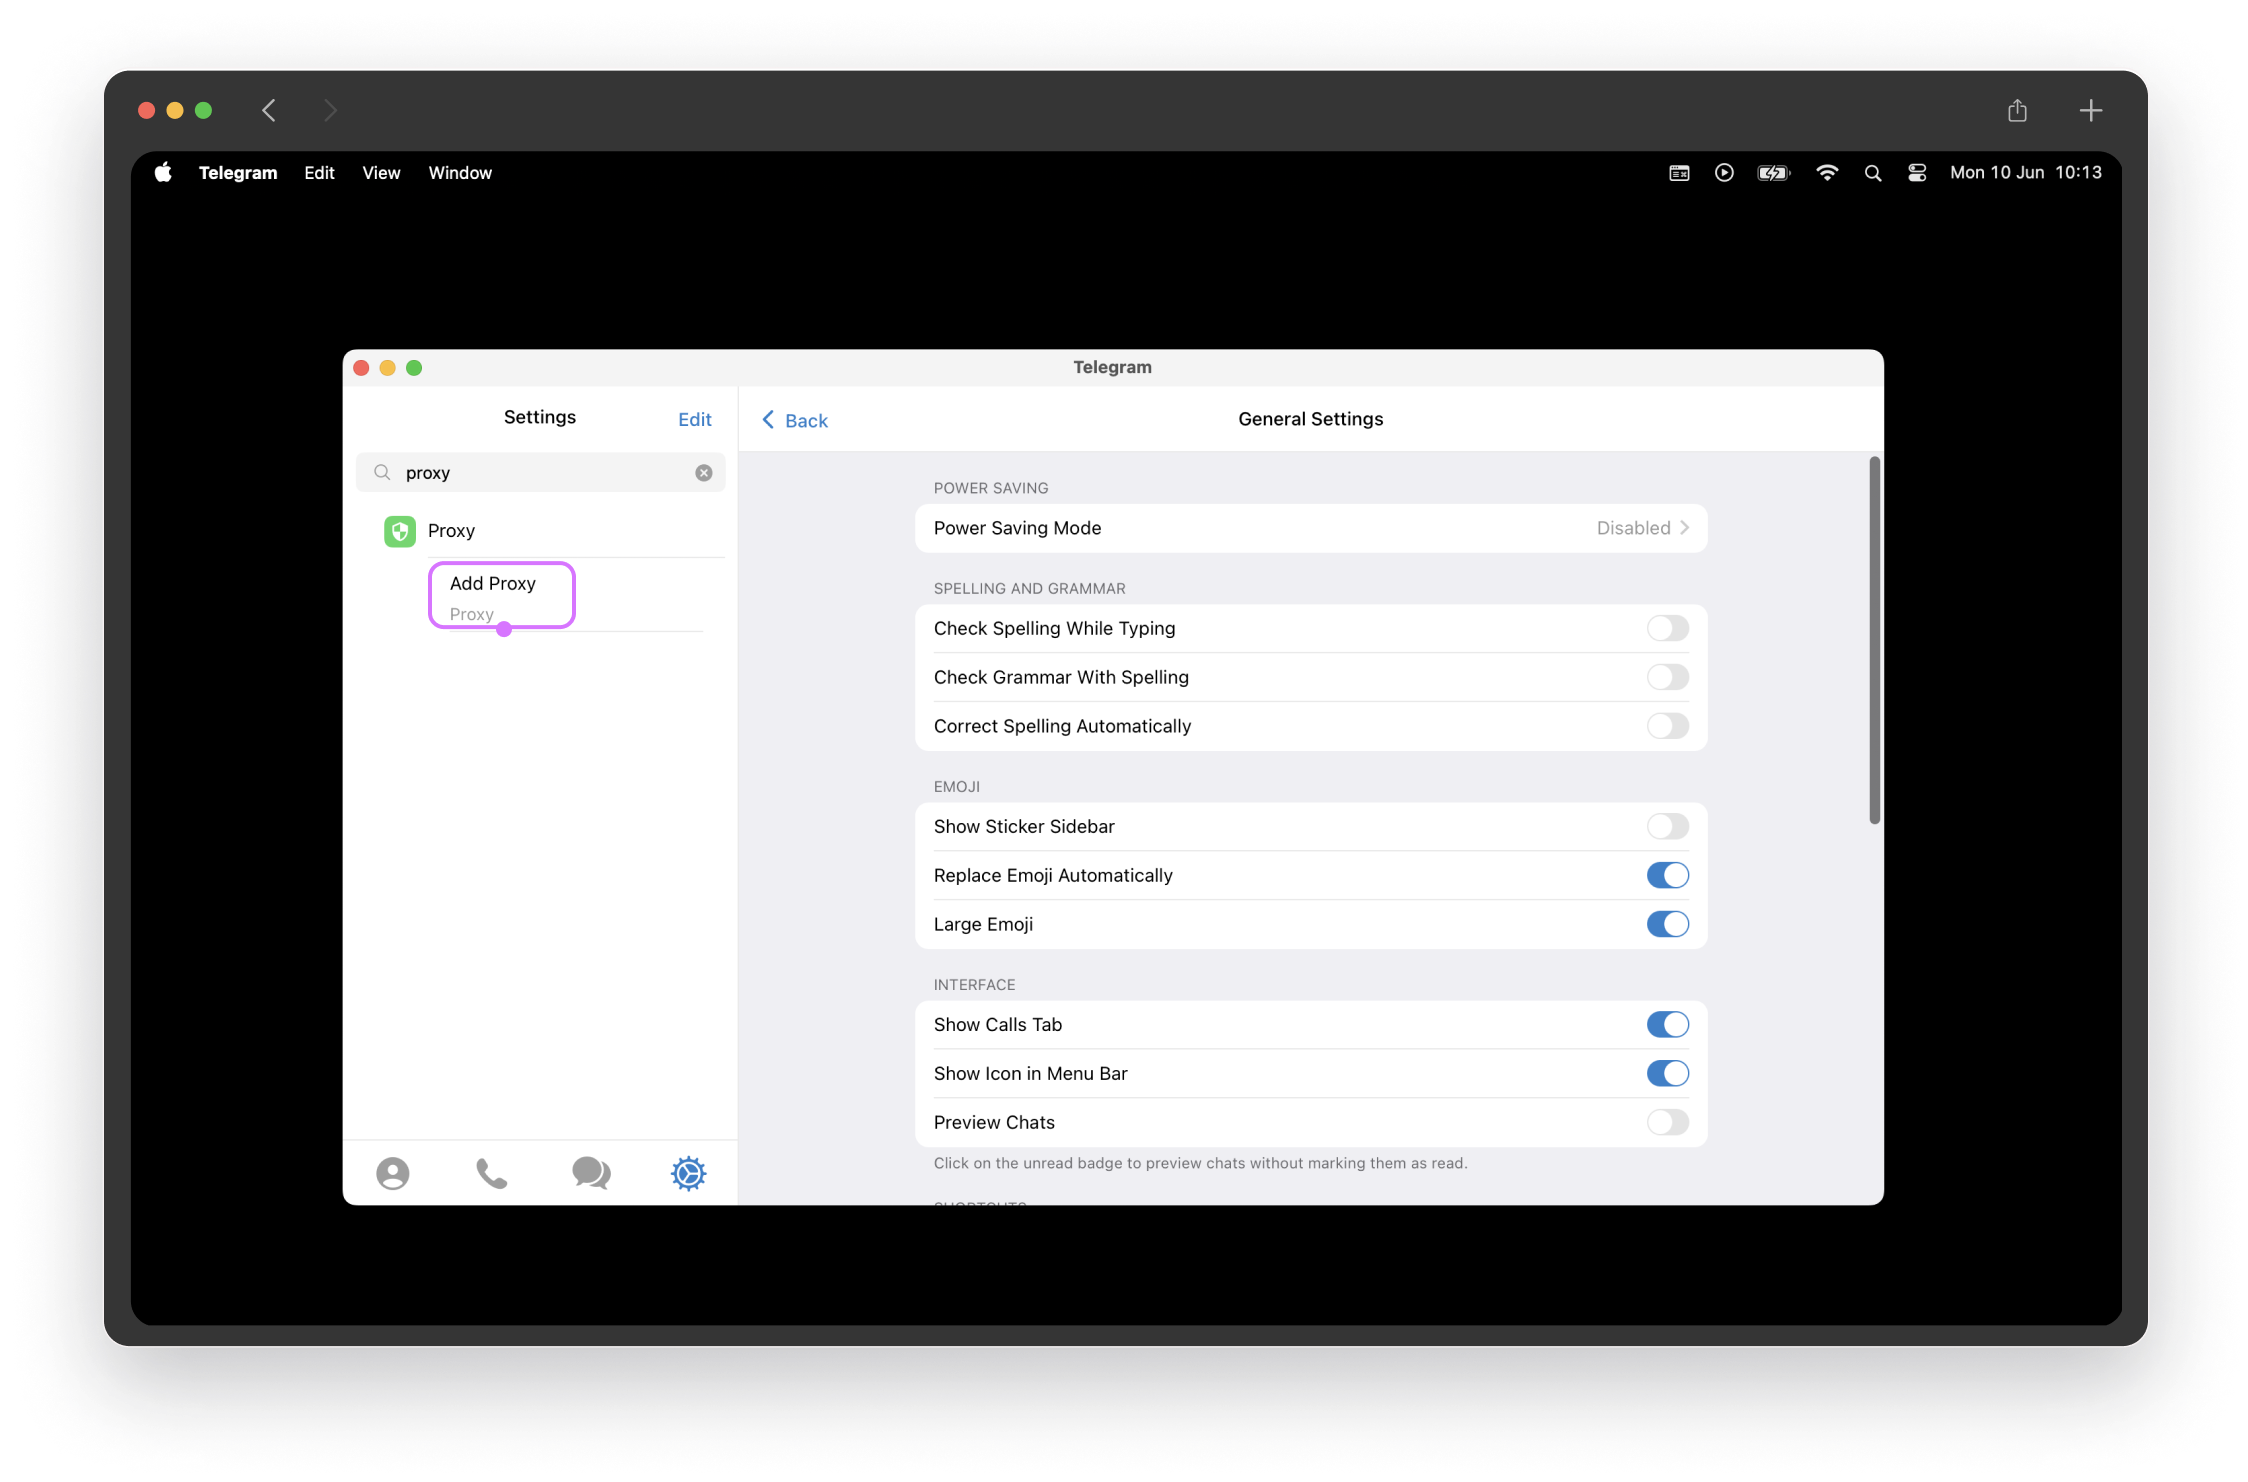 Telegram Edit View Window
Mon 10 Jun 10:13
Telegram
Settings
Edit
proxy
Proxy
Add Proxy
Proxy
Back
General Settings
POWER SAVING
Power Saving Mode
Disabled
SPELLING AND GRAMMAR
Check Spelling While Typing
Check Grammar With Spelling
Correct Spelling Automatically
EMOJI
Show Sticker Sidebar
Replace Emoji Automatically
Large Emoji
INTERFACE
Show Calls Tab
Show Icon in Menu Bar
Preview Chats
Click on the unread badge to preview chats without marking them as read.
SHORTCUTS